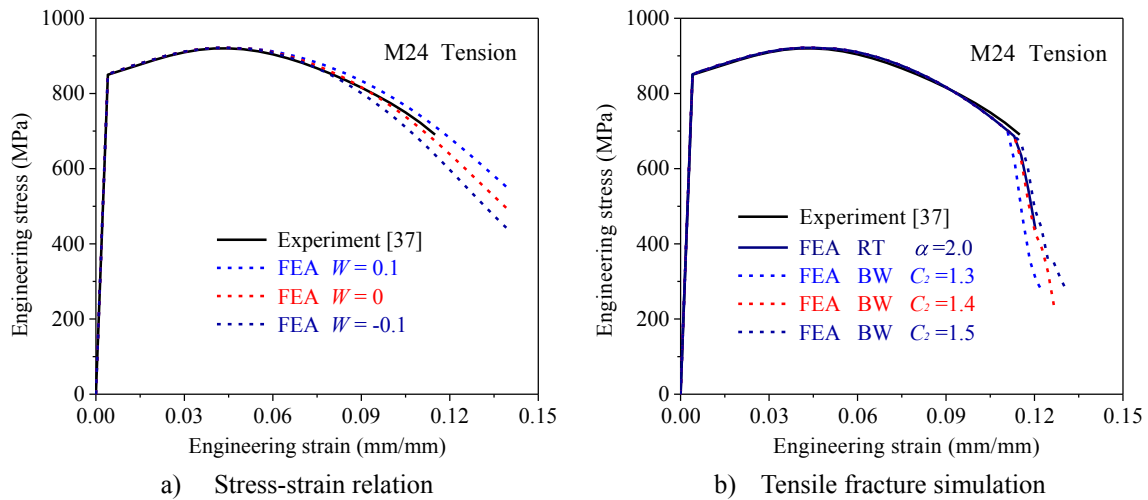 1000
800
600
400
200
0
Engineering stress (MPa)
M24 Tension
Experiment [37]
FEA W = 0.1
FEA W = 0
FEA W = -0.1
0.00 0.03 0.06 0.09 0.12 0.15
Engineering strain (mm/mm)
a) Stress-strain relation
1000
800
600
400
200
0
Engineering stress (MPa)
M24 Tension
Experiment [37]
FEA RT α=2.0
FEA BW C2=1.3
FEA BW C2=1.4
FEA BW C2=1.5
0.00 0.03 0.06 0.09 0.12 0.15
Engineering strain (mm/mm)
b) Tensile fracture simulation